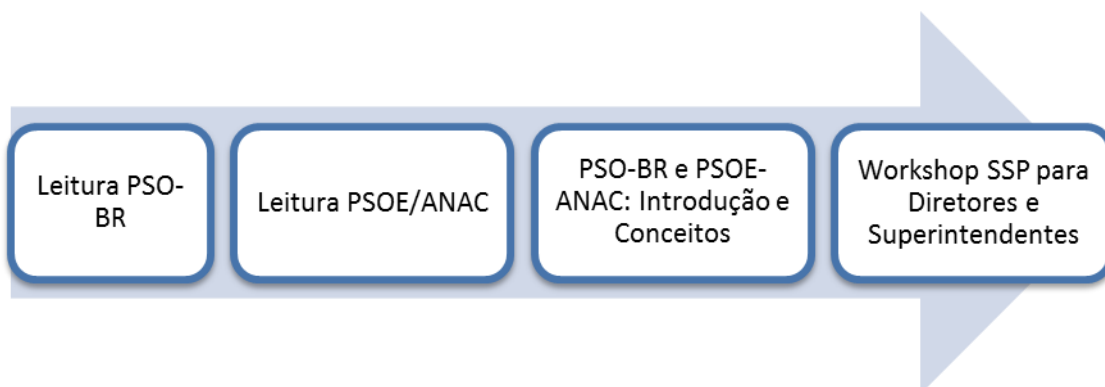 Leitura PSO-
BR
Leitura PSOE/ANAC
PSO-BR e PSOE-
ANAC: Introdução e
Conceitos
Workshop SSP para
Diretores e
Superintendentes